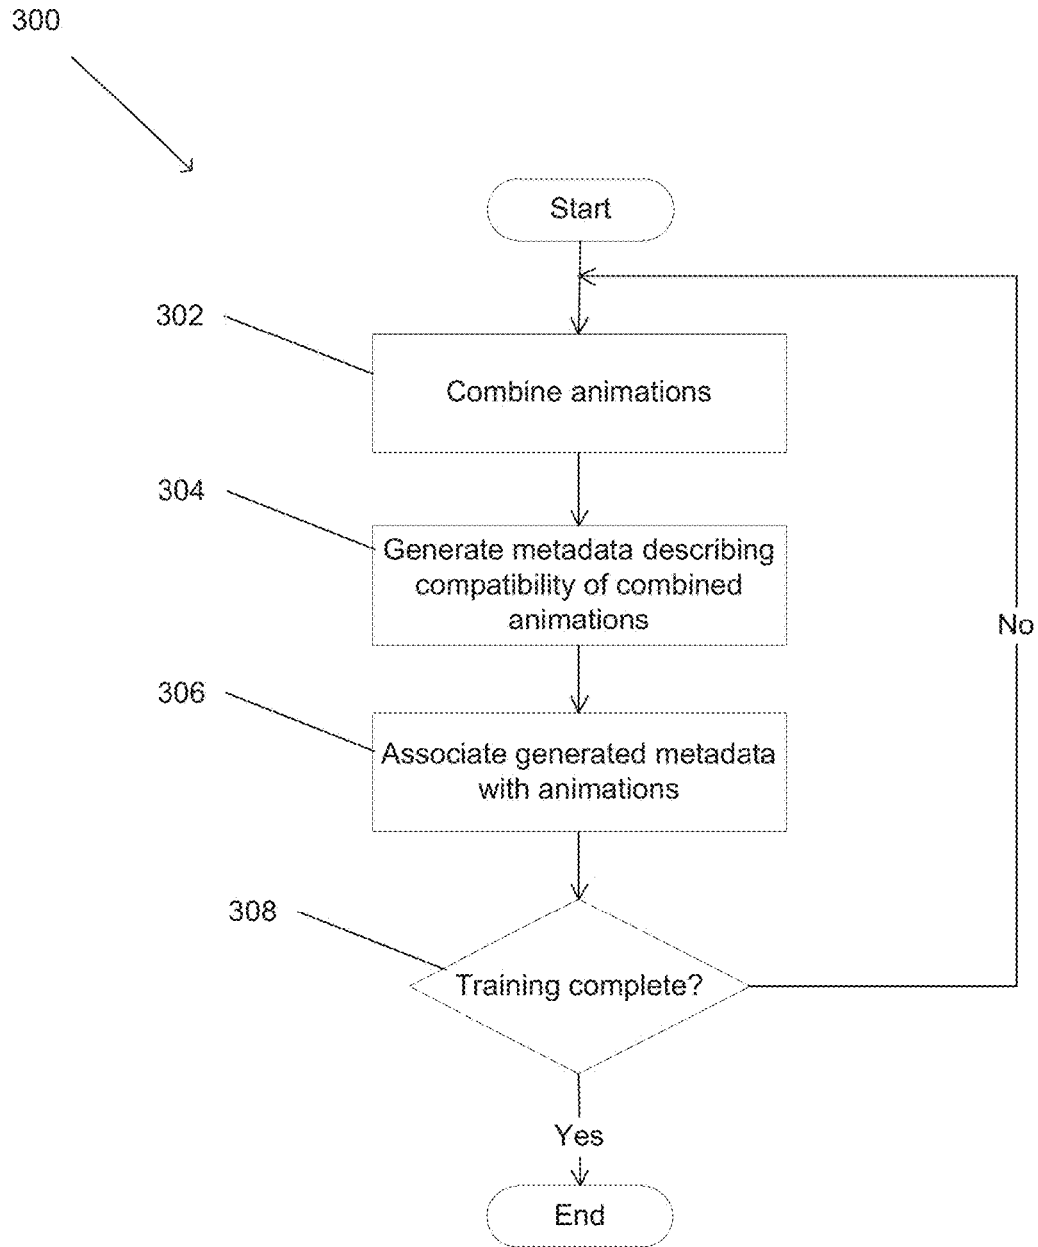 300
Start
302
Combine animations
304
Generate metadata describing
compatibility of combined
animations
No
306
Associate generated metadata
with animations
308
Training complete?
Yes
End